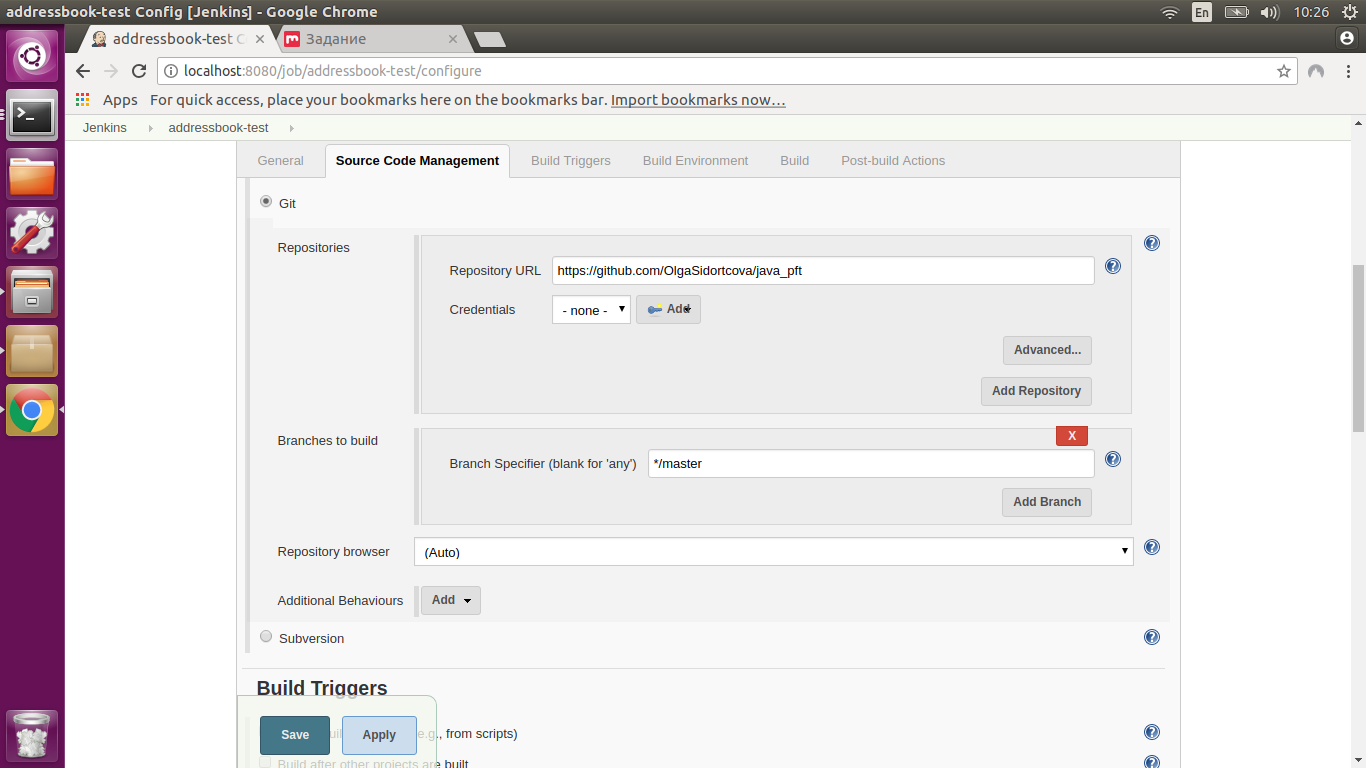 addressbook-test Config [Jenkins] - Google Chrome
En
10:26
addressbook-test C
Задание
localhost:8080/job/addressbook-test/configure
Apps
For quick access, place your bookmarks here on the bookmarks bar. Import bookmarks now…
Jenkins
addressbook-test
General
Source Code Management
Build Triggers
Build Environment
Build
Post-build Actions
Git
Repositories
Repository URL
https://github.com/OlgaSidortcova/java_pft
Credentials
- none -
Add
Advanced...
Add Repository
Branches to build
X
Branch Specifier (blank for 'any')
*/master
Add Branch
Repository browser
(Auto)
Additional Behaviours
Add
Subversion
Build Triggers
Save
Apply
, from scripts)
Build after other projects are built